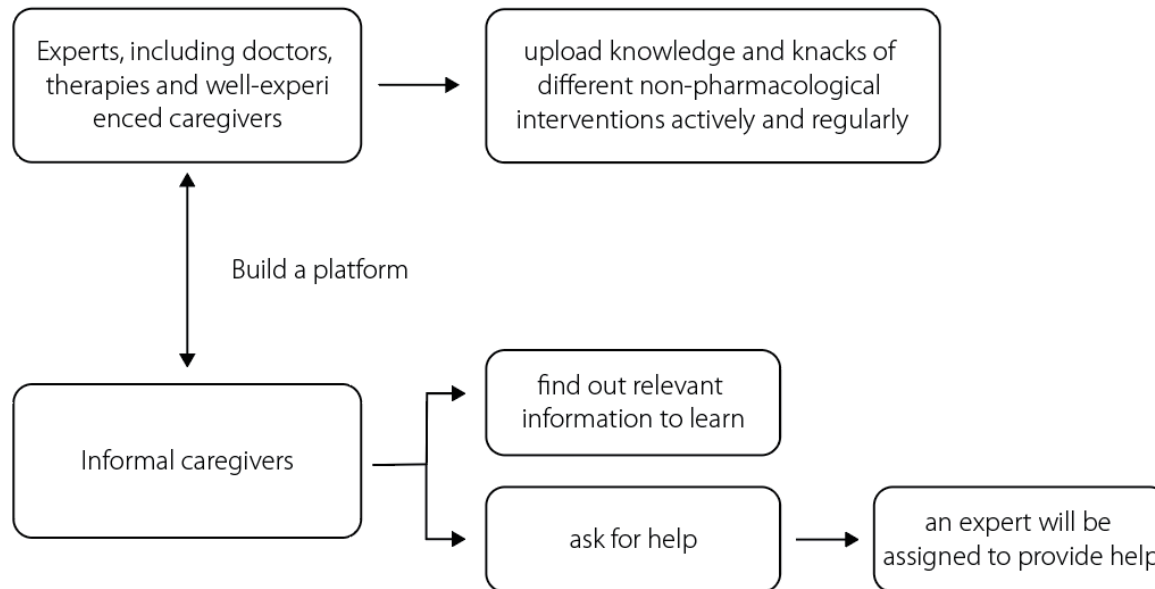 Experts, including doctors,
therapies and well-experi
enced caregivers
upload knowledge and knacks of
different non-pharmacological
interventions actively and regularly
Build a platform
Informal caregivers
find out relevant
information to learn
ask for help
an expert will be
assigned to provide help